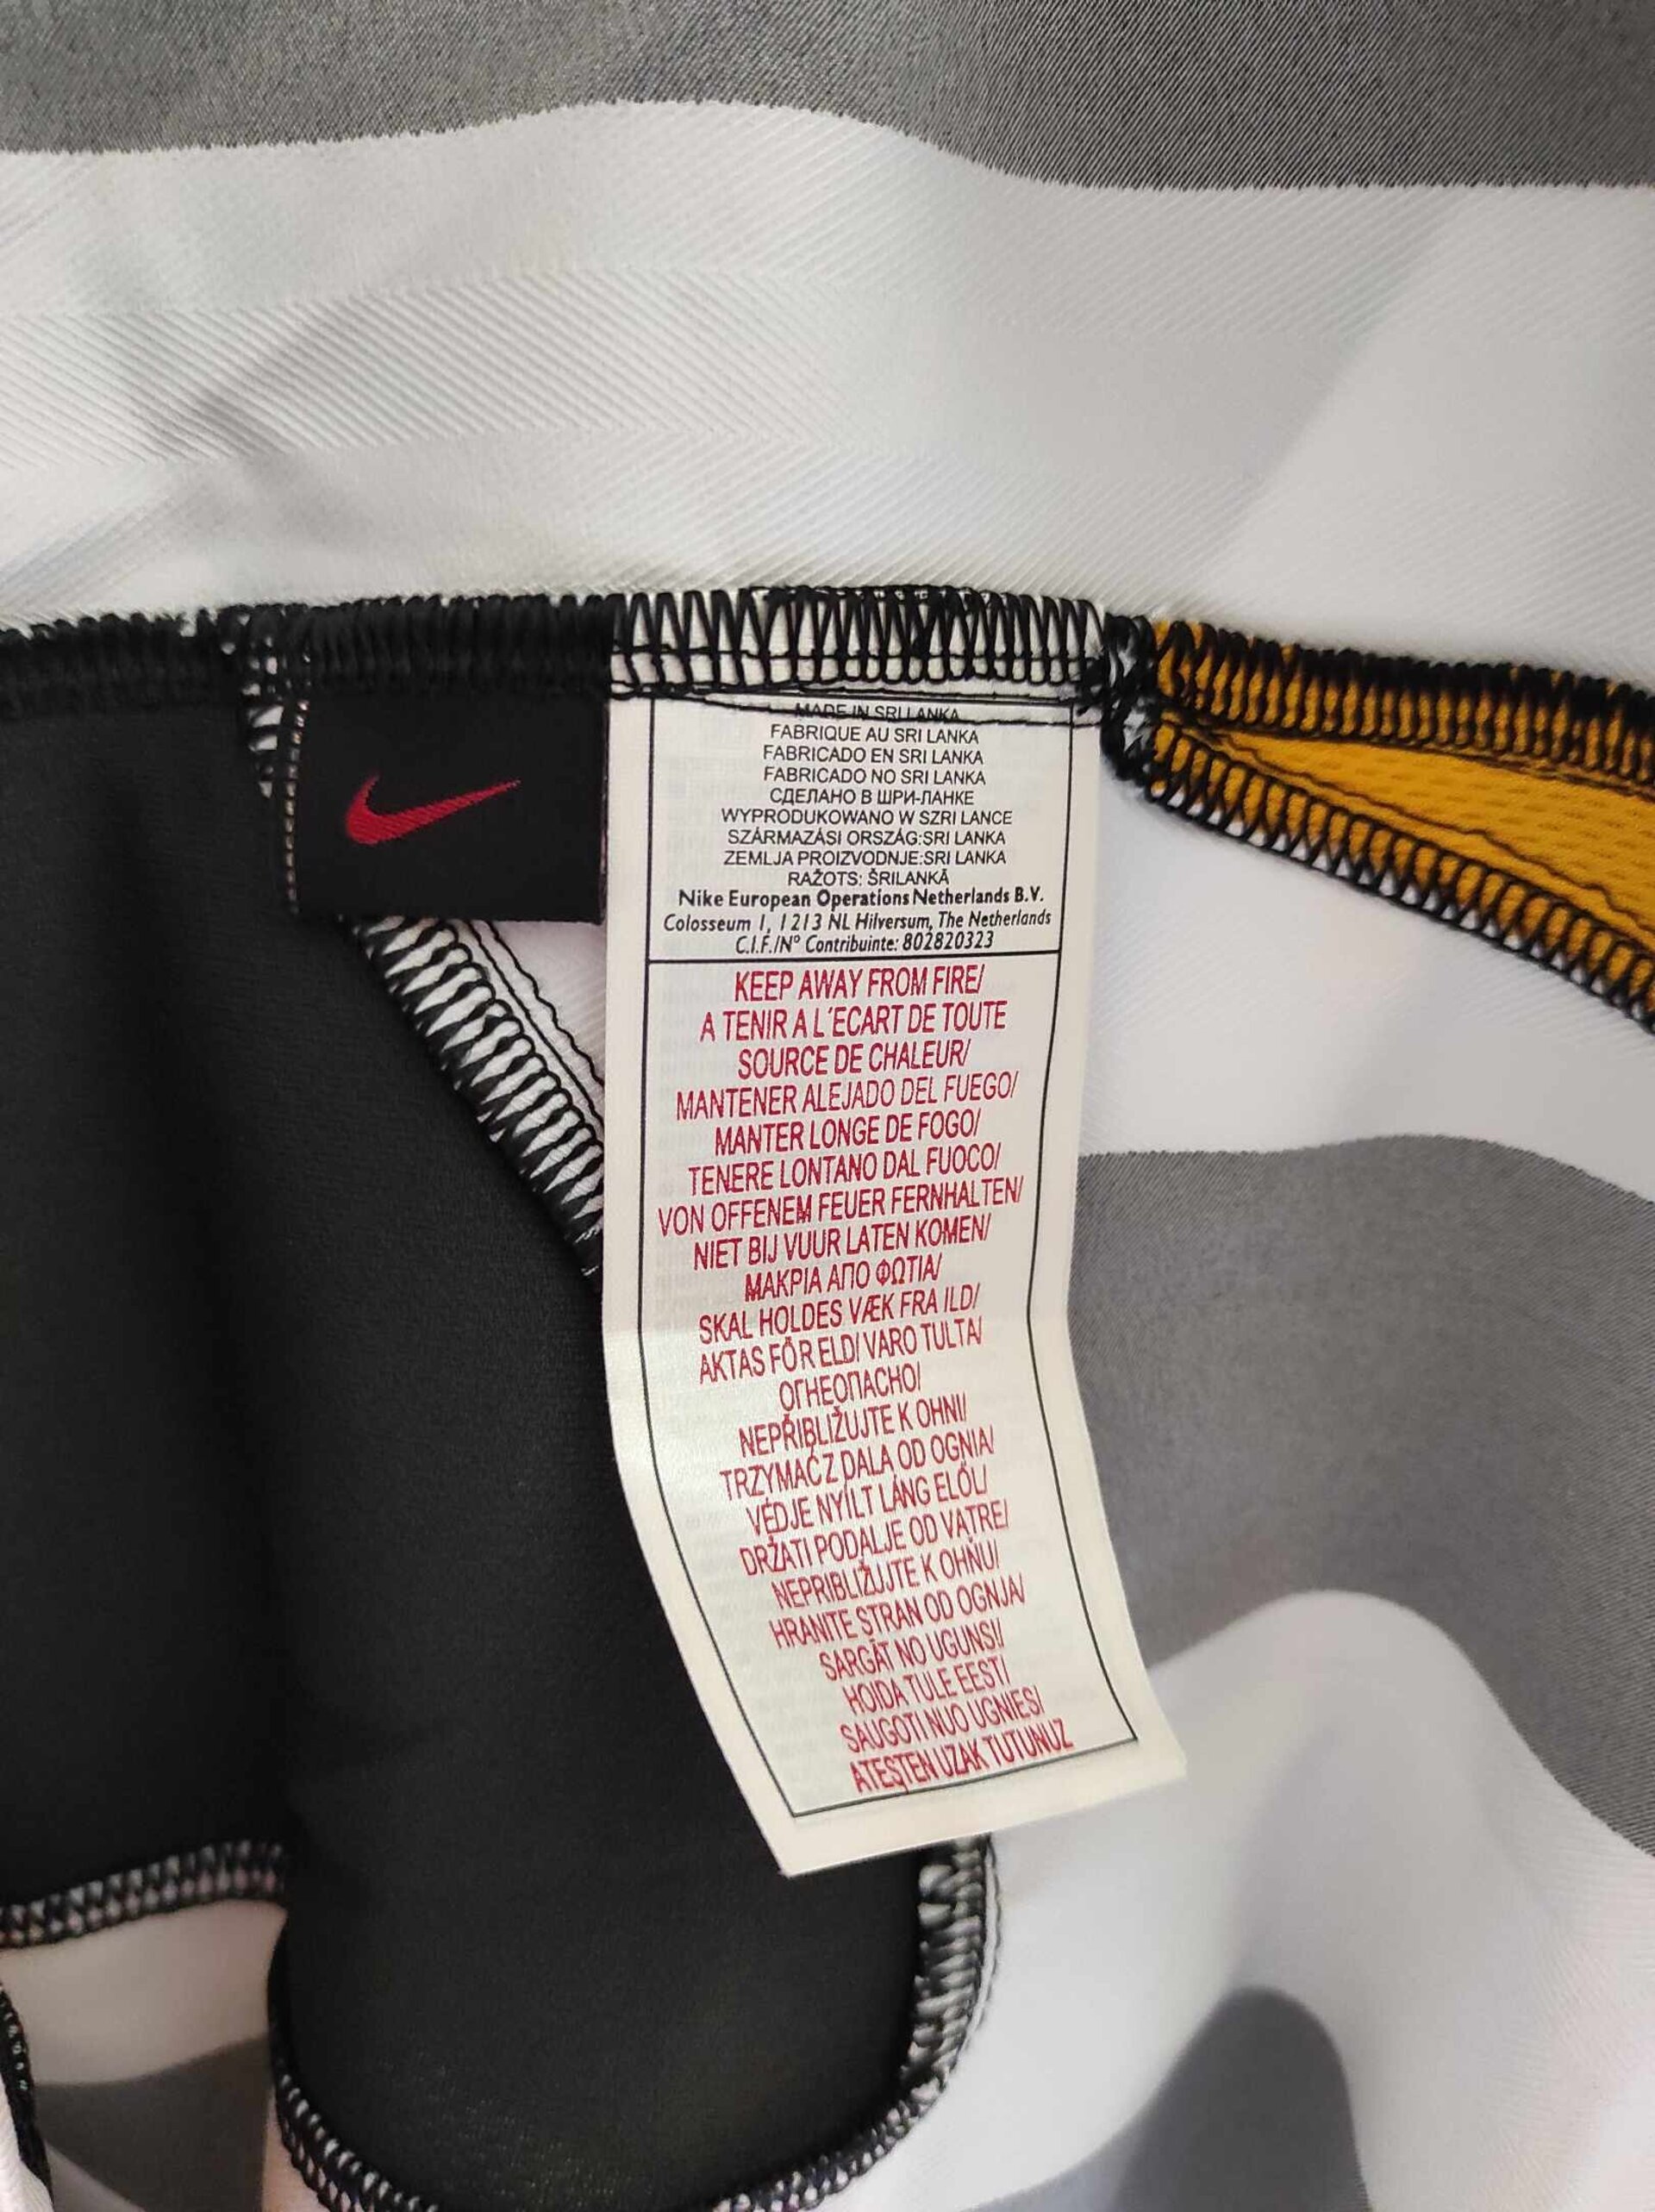 MADE IN SRI LANKA
FABRIQUE AU SRI LANKA
FABRICADO EN SRI LANKA
FABRICADO NO SRI LANKA
СДЕЛАНО В ШРИ-ЛАНКЕ
WYPRODUKOWANO W SZRI LANCE
SZÁRMAZÁSI ORSZÁG:SRI LANKA
ZEMLJA PROIZVODNJE:SRI LANKA
RAŽOTS: ŠRILANKĀ
Nike European Operations Netherlands B.V.
Colosseum 1, 1213 NL Hilversum, The Netherlands
C.I.F./Nº Contribuinte: 802820323
KEEP AWAY FROM FIRE/
A TENIR A L´ECART DE TOUTE
SOURCE DE CHALEUR/
MANTENER ALEJADO DEL FUEGO/
MANTER LONGE DE FOGO/
TENERE LONTANO DAL FUOCO/
VON OFFENEM FEUER FERNHALTEN/
NIET BIJ VUUR LATEN KOMEN/
ΜΑΚΡΙΑ ΑΠΟ ΦΩΤΙΑ/
SKAL HOLDES VÆK FRA ILD/
AKTAS FÖR ELD/ VARO TULTA/
ОГНЕОПАСНО/
NEPŘIBLIŽUJTE K OHNI/
TRZYMAĆ Z DALA OD OGNIA/
VÉDJE NYÍLT LÁNG ELŐL/
DRŽATI PODALJE OD VATRE/
NEPRIBLIŽUJTE K OHŇU/
HRANITE STRAN OD OGNJA/
SARGĀT NO UGUNS!/
HOIDA TULE EEST/
SAUGOTI NUO UGNIES/
ATEŞTEN UZAK TUTUNUZ